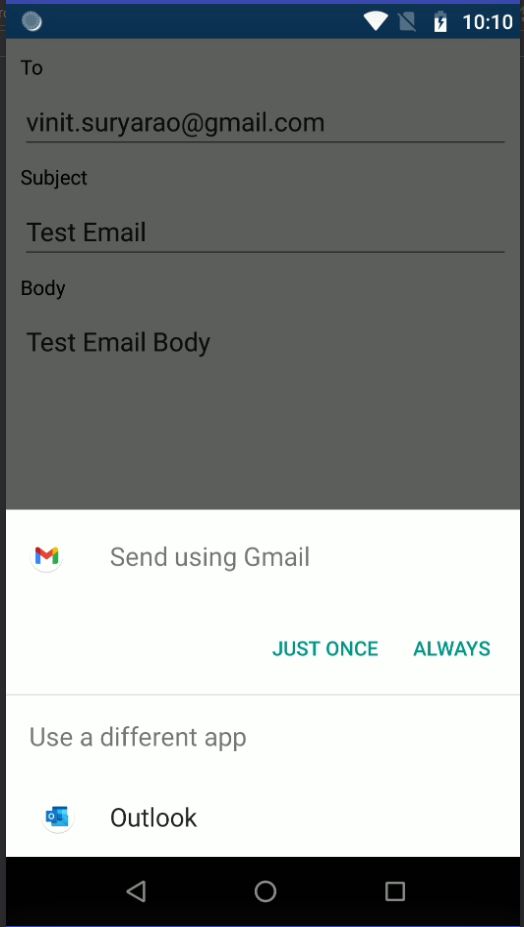 10:10
To
vinit.suryarao@gmail.com
Subject
Test Email
Body
Test Email Body
Send using Gmail
JUST ONCE ALWAYS
Use a different app
Outlook